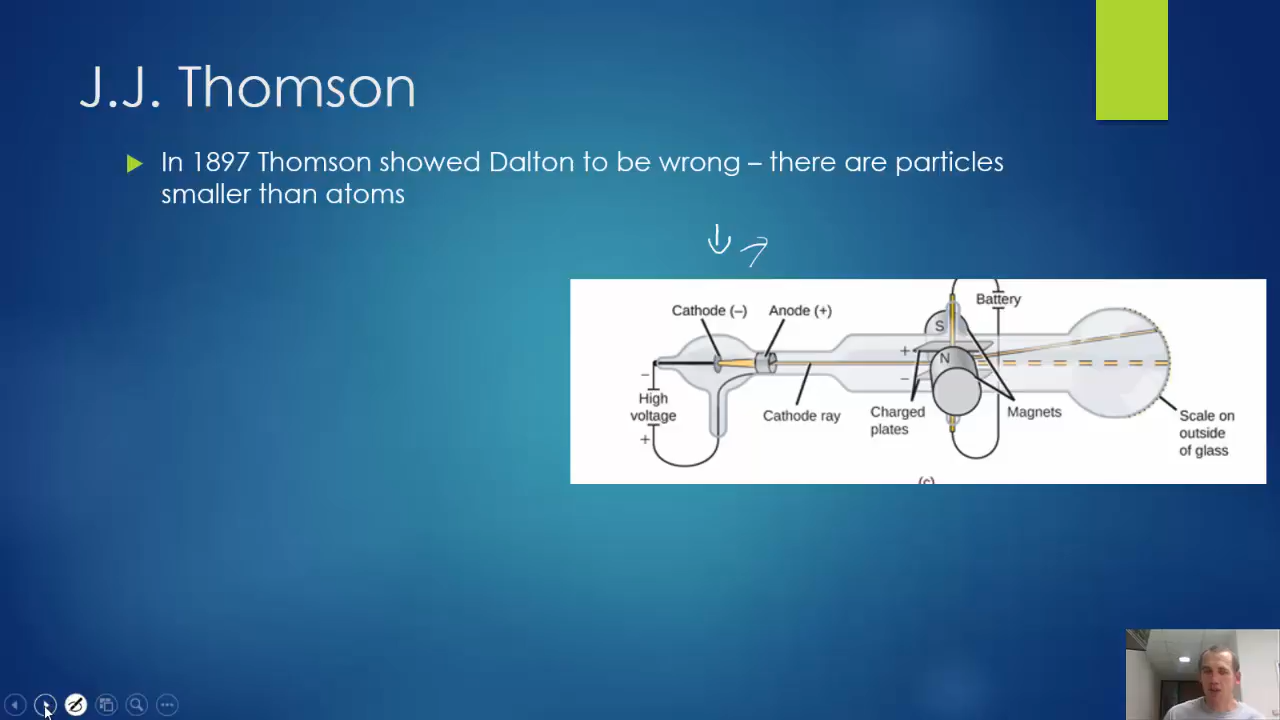 J.J. Thomson
In 1897 Thomson showed Dalton to be wrong – there are particles
smaller than atoms
Cathode (–)
Anode (+)
Battery
S
+
N
–
–
High
voltage
+
Cathode ray
Charged
plates
Magnets
Scale on
outside
of glass
(c)